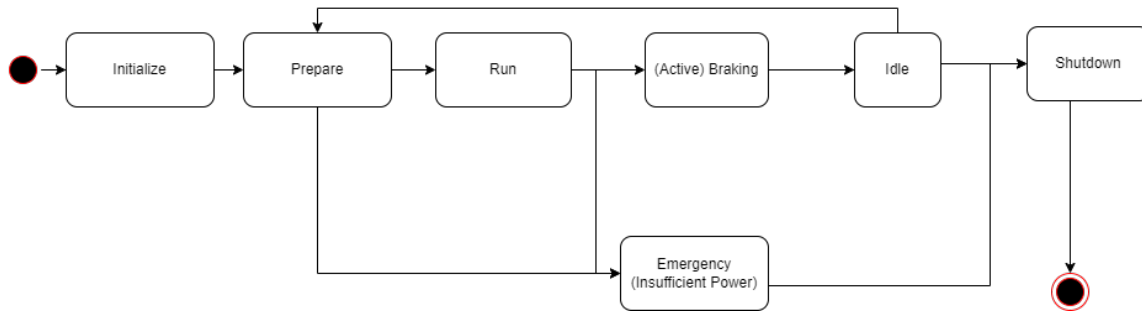 Initialize
Prepare
Run
(Active) Braking
Idle
Shutdown
Emergency
(Insufficient Power)